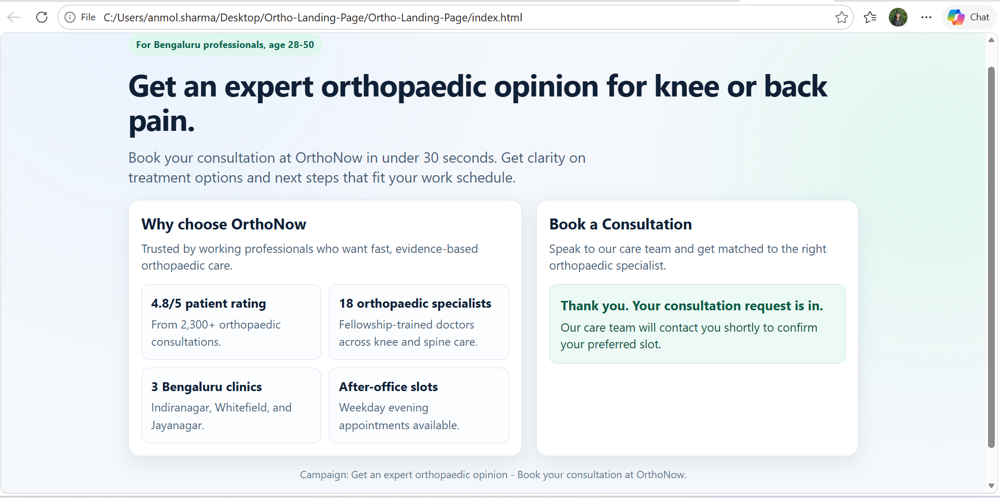 File C:/Users/anmol.sharma/Desktop/Ortho-Landing-Page/Ortho-Landing-Page/index.html
Chat
For Bengaluru professionals, age 28-50
Get an expert orthopaedic opinion for knee or back
pain.
Book your consultation at OrthoNow in under 30 seconds. Get clarity on
treatment options and next steps that fit your work schedule.
Why choose OrthoNow
Trusted by working professionals who want fast, evidence-based
orthopaedic care.
4.8/5 patient rating
From 2,300+ orthopaedic
consultations.
18 orthopaedic specialists
Fellowship-trained doctors
across knee and spine care.
3 Bengaluru clinics
Indiranagar, Whitefield, and
Jayanagar.
After-office slots
Weekday evening
appointments available.
Book a Consultation
Speak to our care team and get matched to the right
orthopaedic specialist.
Thank you. Your consultation request is in.
Our care team will contact you shortly to confirm
your preferred slot.
Campaign: Get an expert orthopaedic opinion - Book your consultation at OrthoNow.